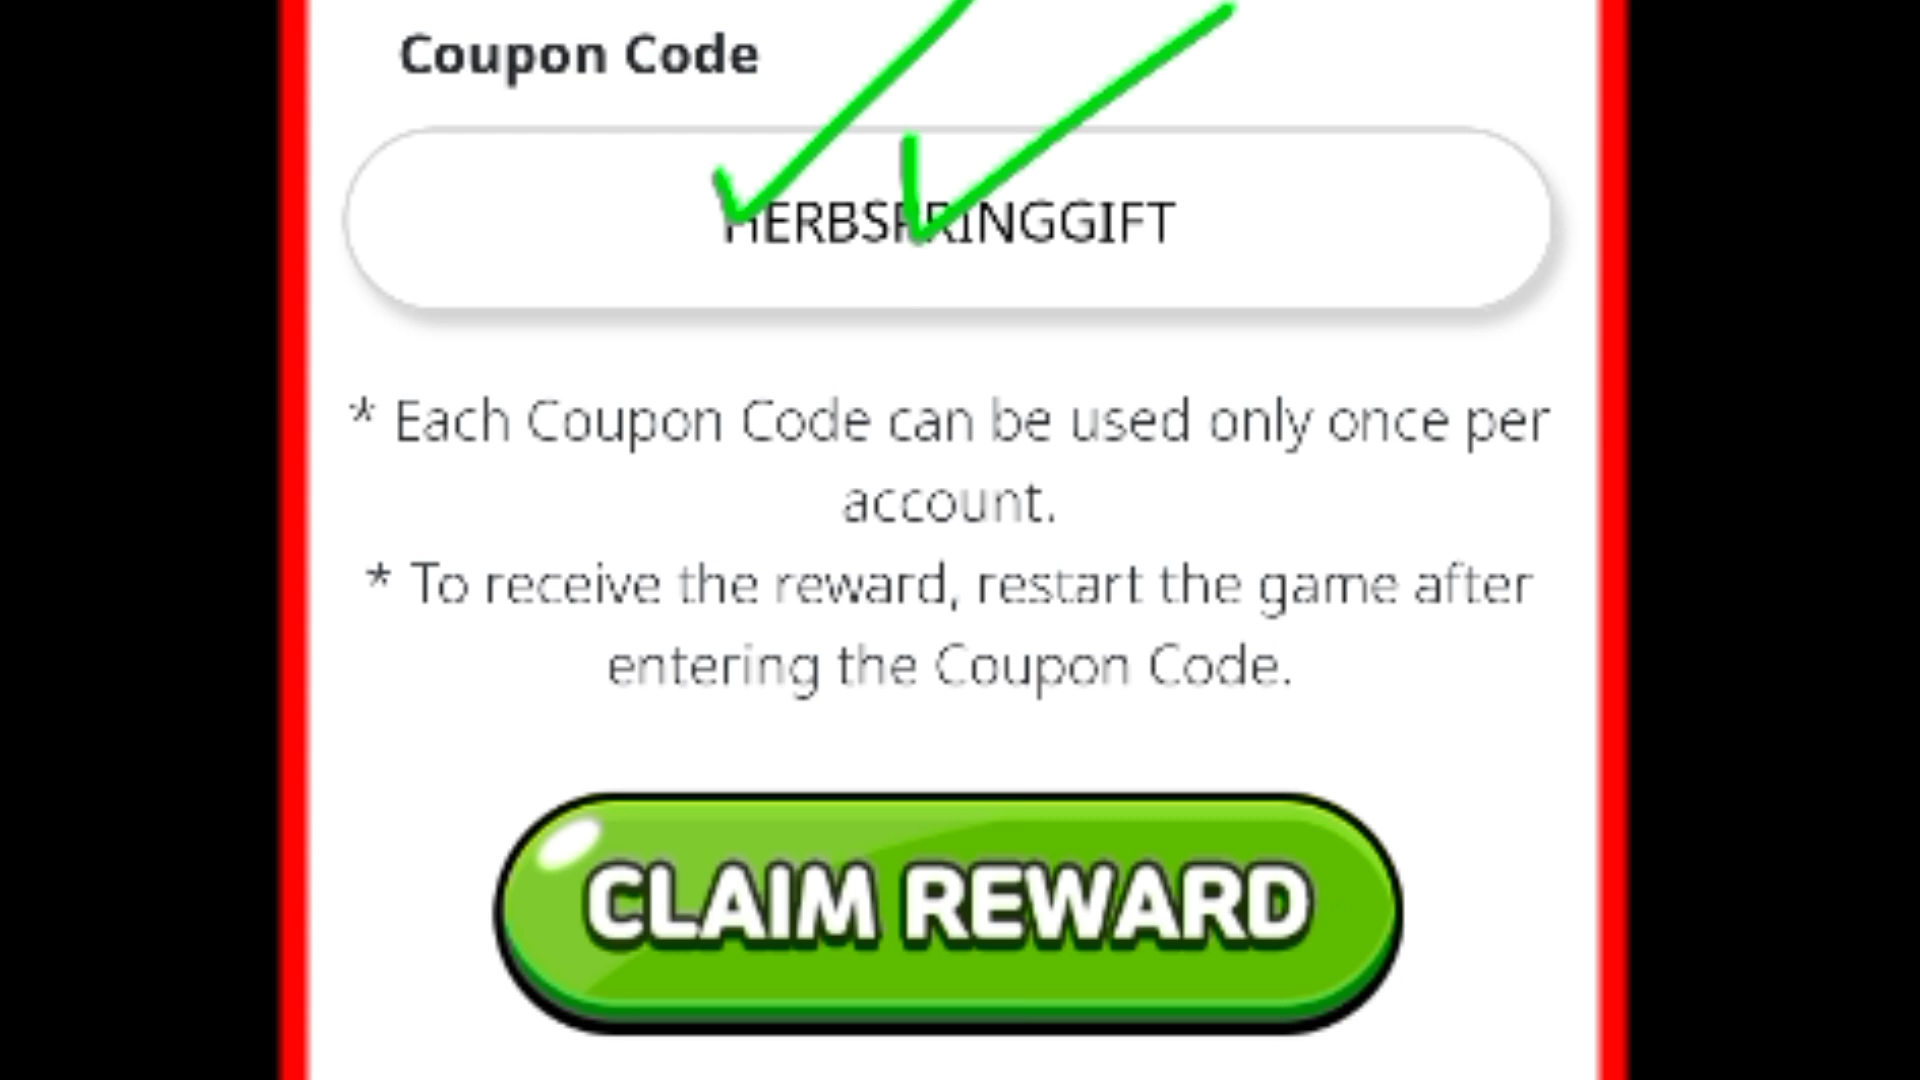 Coupon Code
HERBSPRINGGIFT
* Each Coupon Code can be used only once per
account.
* To receive the reward, restart the game after
entering the Coupon Code.
CLAIM REWARD